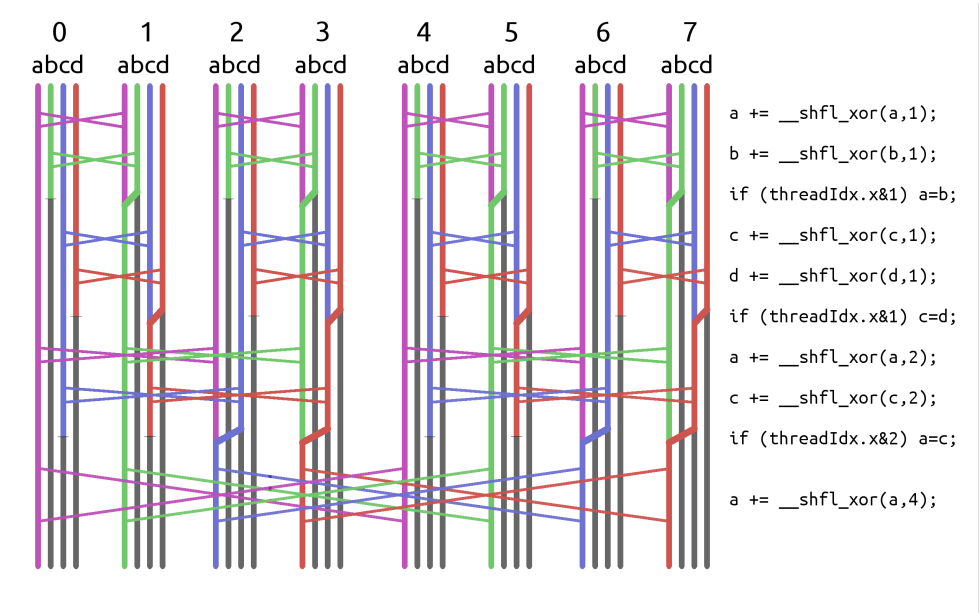 0 1 2 3 4 5 6 7
abcd abcd abcd abcd abcd abcd abcd abcd
a += __shfl_xor(a,1);
b += __shfl_xor(b,1);
if (threadIdx.x&1) a=b;
c += __shfl_xor(c,1);
d += __shfl_xor(d,1);
if (threadIdx.x&1) c=d;
a += __shfl_xor(a,2);
c += __shfl_xor(c,2);
if (threadIdx.x&2) a=c;
a += __shfl_xor(a,4);